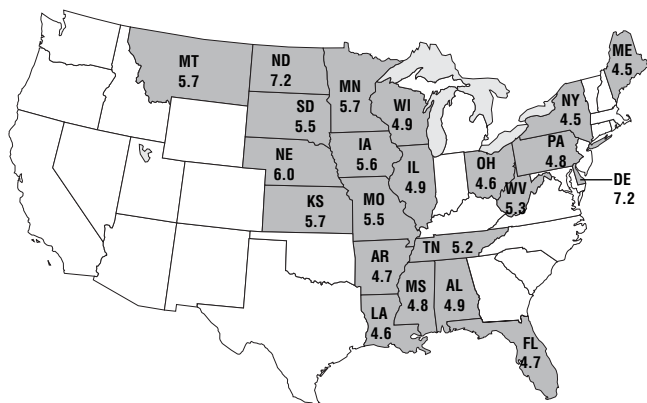 MT
5.7
ND
7.2
MN
5.7
SD
5.5
WI
4.9
NE
6.0
IA
5.6
IL
4.9
KS
5.7
MO
5.5
OH
4.6
WV
5.3
PA
4.8
NY
4.5
ME
4.5
DE
7.2
TN 5.2
AR
4.7
MS
4.8
AL
4.9
LA
4.6
FL
4.7